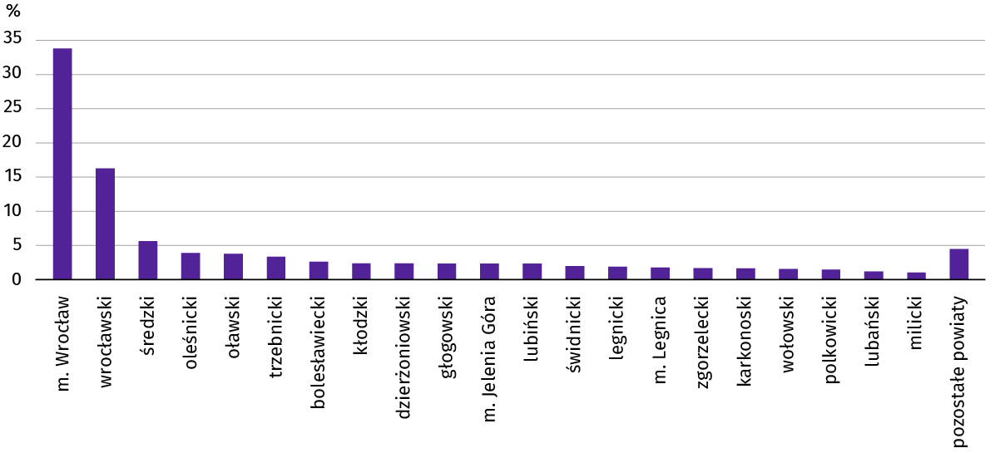 %
35
30
25
20
15
10
5
0
m. Wrocław
wrocławski
średzki
oleśnicki
oławski
trzebnicki
bolesławiecki
kłodzki
dzierżoniowski
głogowski
m. Jelenia Góra
lubiński
świdnicki
legnicki
m. Legnica
zgorzelecki
karkonoski
wołowski
polkowicki
lubański
milicki
pozostałe powiaty